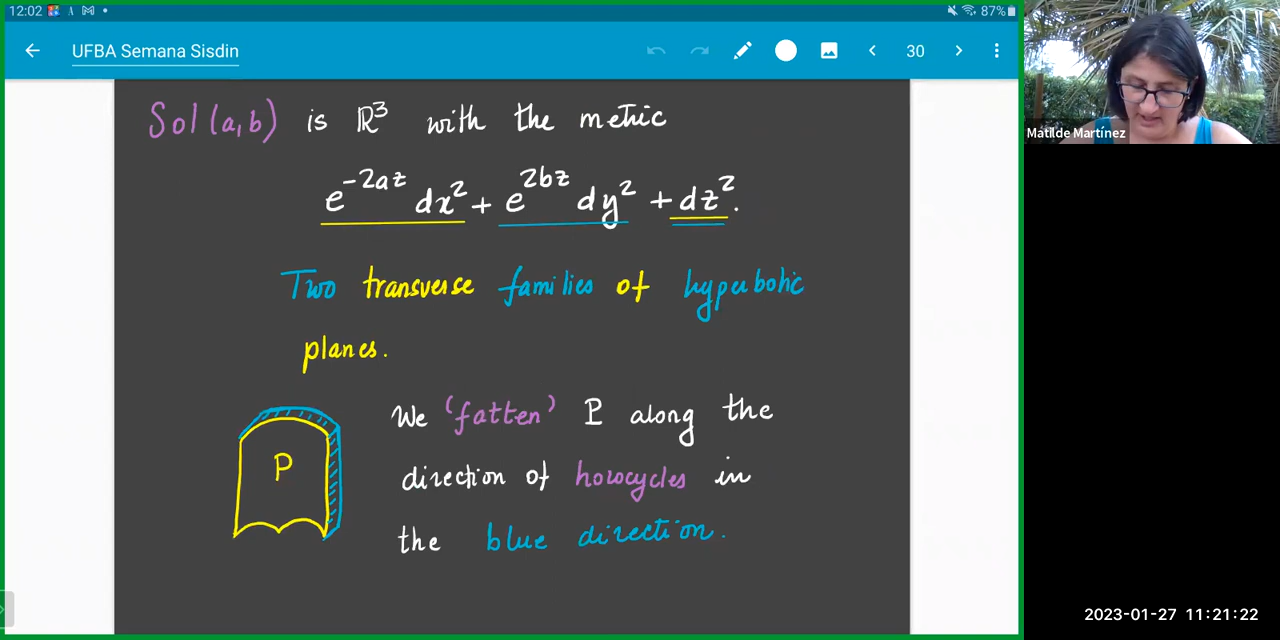 12:02 87%
UFBA Semana Sisdin 30
Matilde Martínez
Sol(a,b) is ℝ³ with the metric
e^{-2az} dx² + e^{2bz} dy² + dz².
Two transverse families of hyperbolic
planes.
We 'fatten' P along the
P
direction of horocycles in
the blue direction.
2023-01-27 11:21:22